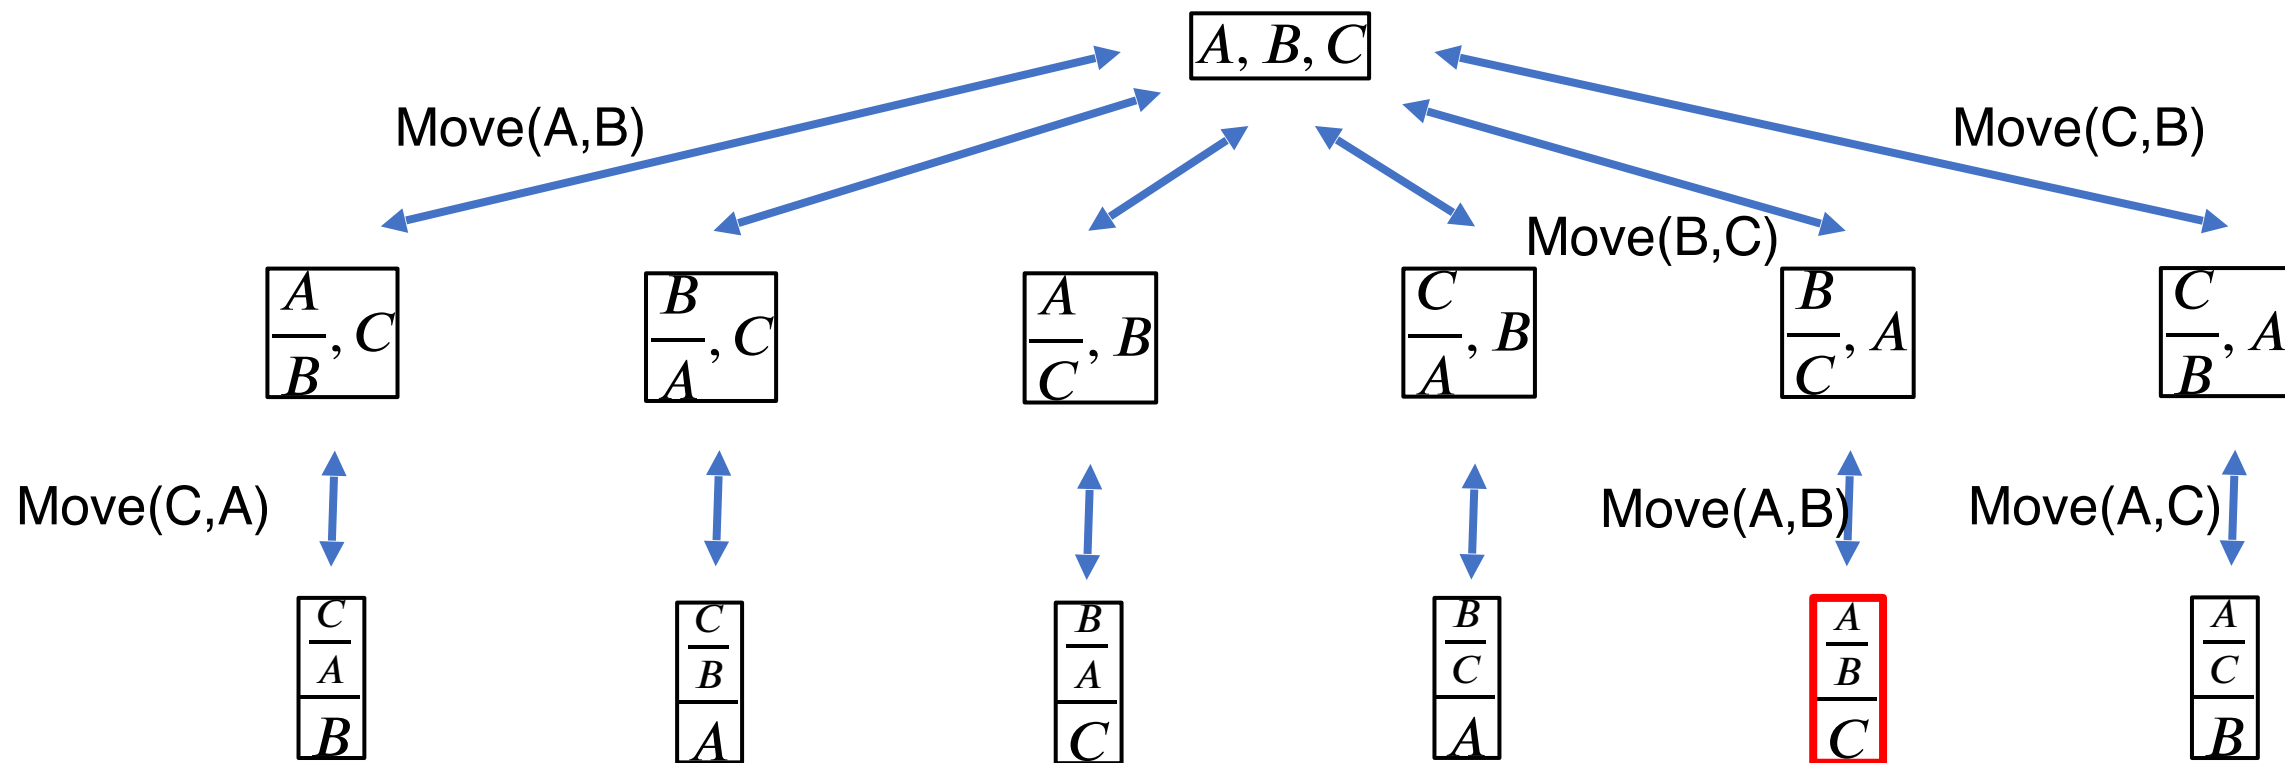 A, B, C
Move(A,B)
Move(C,B)
Move(B,C)
A
B , C
B
A , C
A
C , B
C
A , B
B
C , A
C
B , A
Move(C,A)
Move(A,B)
Move(A,C)
C
A
B
C
B
A
B
A
C
B
C
A
A
B
C
A
C
B